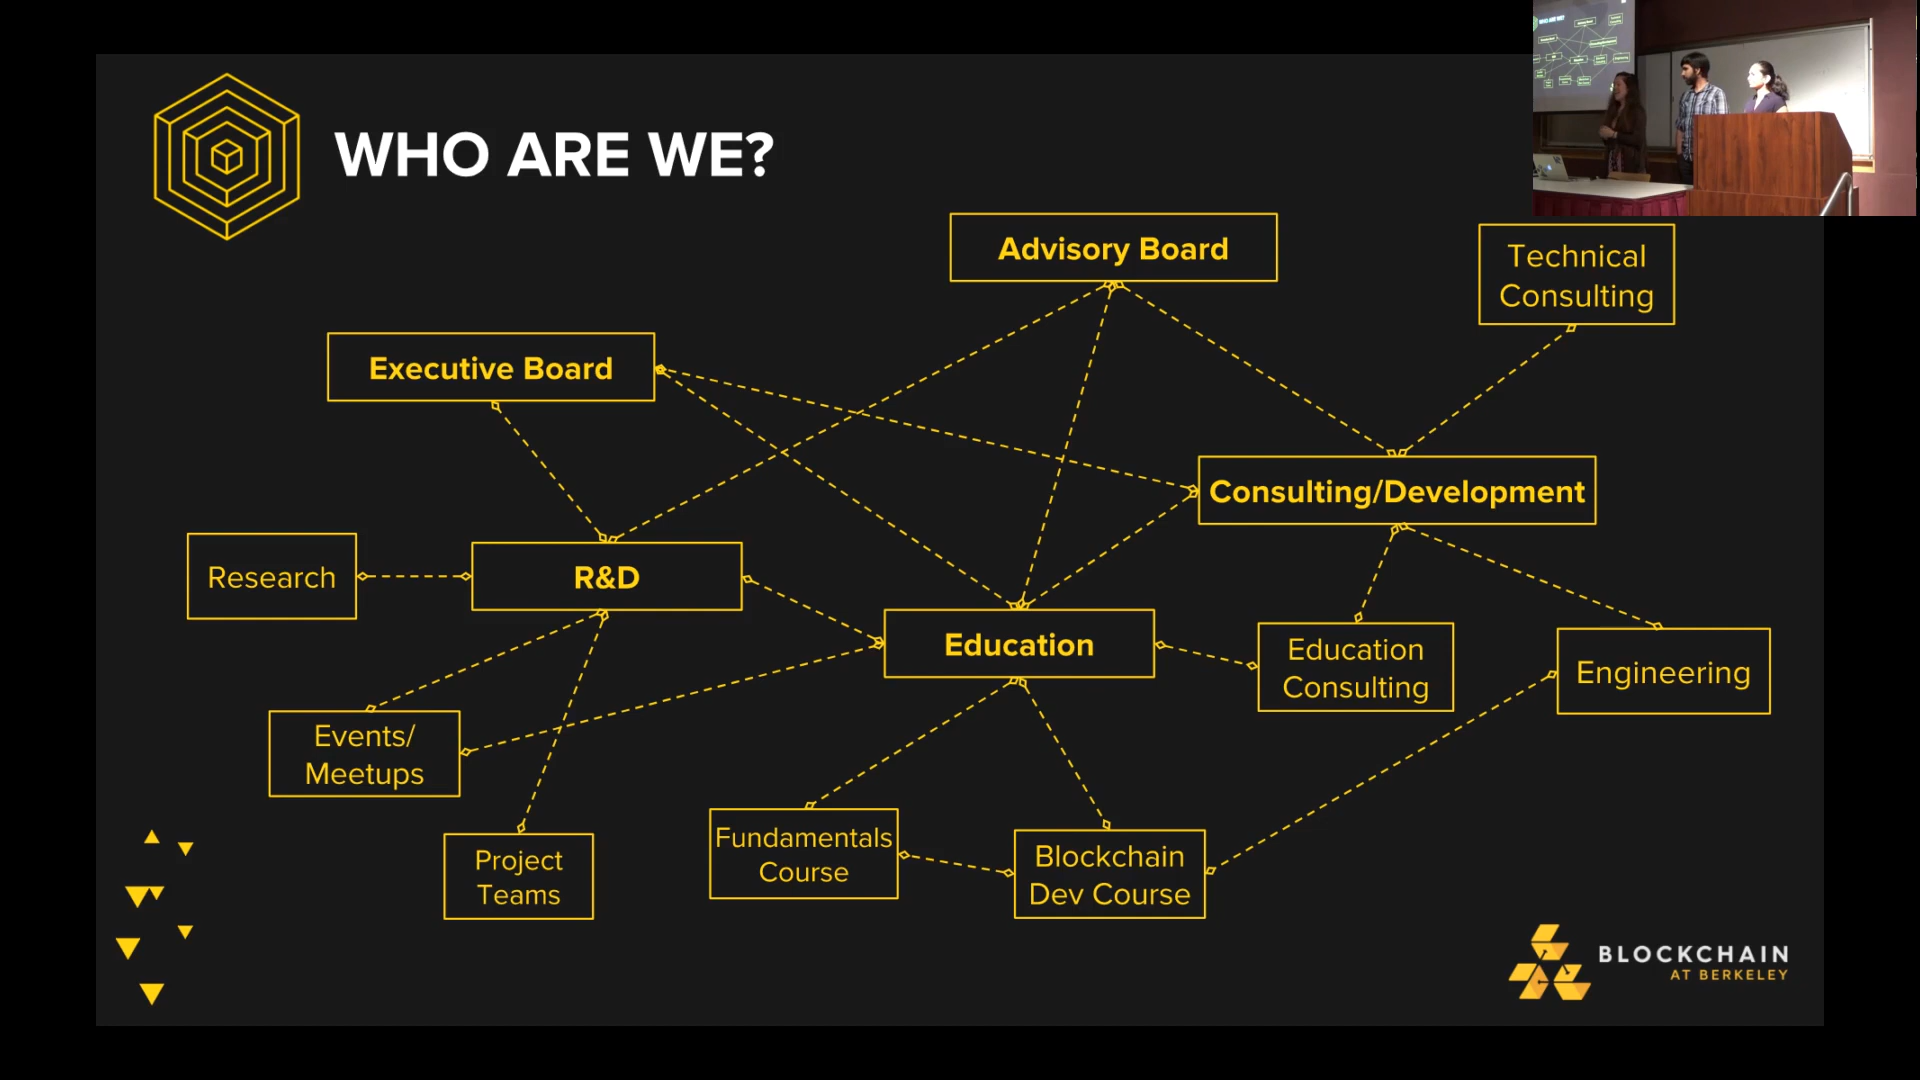 WHO ARE WE?
Advisory Board
Technical
Consulting
Executive Board
Consulting/Development
Research
R&D
Education
Education
Consulting
Engineering
Events/
Meetups
Project
Teams
Fundamentals
Course
Blockchain
Dev Course
BLOCKCHAIN
AT BERKELEY